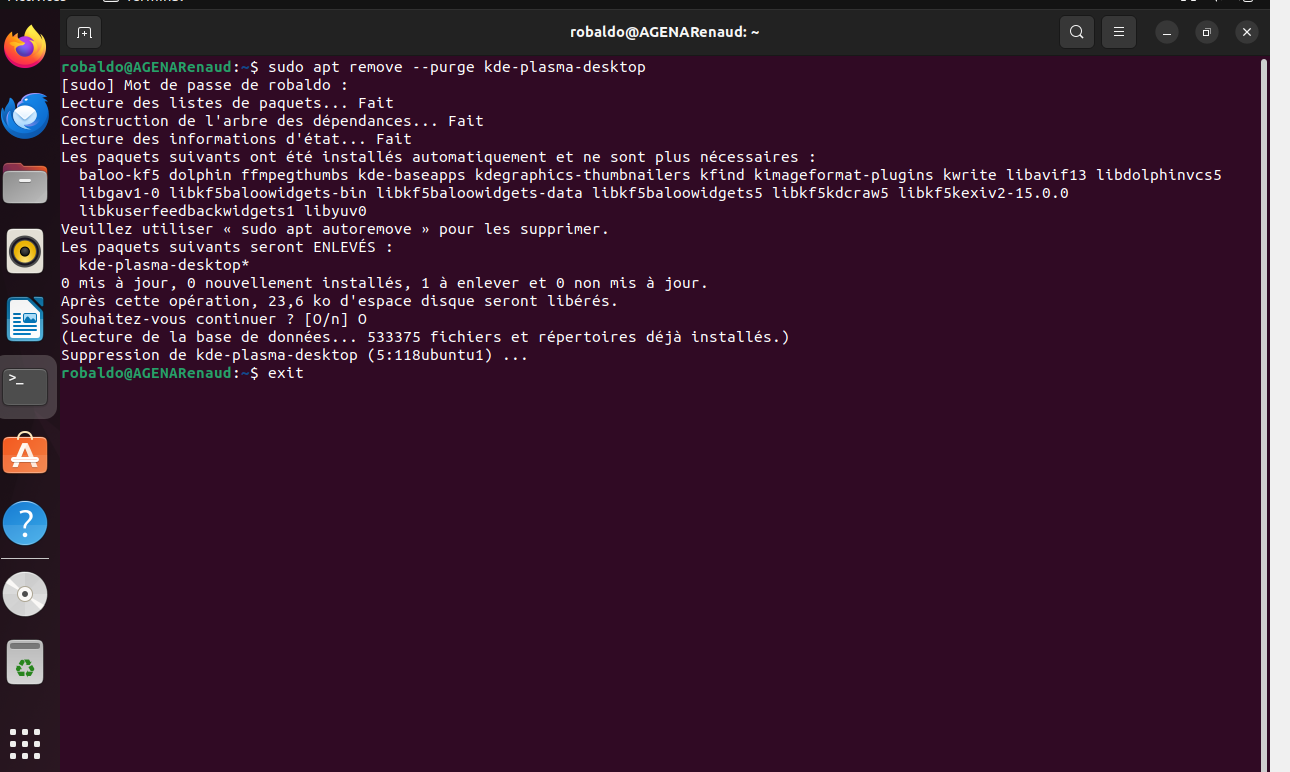 robaldo@AGENARenaud: ~
robaldo@AGENARenaud:~$ sudo apt remove --purge kde-plasma-desktop
[sudo] Mot de passe de robaldo :
Lecture des listes de paquets... Fait
Construction de l'arbre des dépendances... Fait
Lecture des informations d'état... Fait
Les paquets suivants ont été installés automatiquement et ne sont plus nécessaires :
  baloo-kf5 dolphin ffmpegthumbs kde-baseapps kdegraphics-thumbnailers kfind kimageformat-plugins kwrite libavif13 libdolphinvcs5
  libgav1-0 libkf5baloowidgets-bin libkf5baloowidgets-data libkf5baloowidgets5 libkf5kdcraw5 libkf5kexiv2-15.0.0
  libkuserfeedbackwidgets1 libyuv0
Veuillez utiliser « sudo apt autoremove » pour les supprimer.
Les paquets suivants seront ENLEVÉS :
  kde-plasma-desktop*
0 mis à jour, 0 nouvellement installés, 1 à enlever et 0 non mis à jour.
Après cette opération, 23,6 ko d'espace disque seront libérés.
Souhaitez-vous continuer ? [O/n] O
(Lecture de la base de données... 533375 fichiers et répertoires déjà installés.)
Suppression de kde-plasma-desktop (5:118ubuntu1) ...
robaldo@AGENARenaud:~$ exit